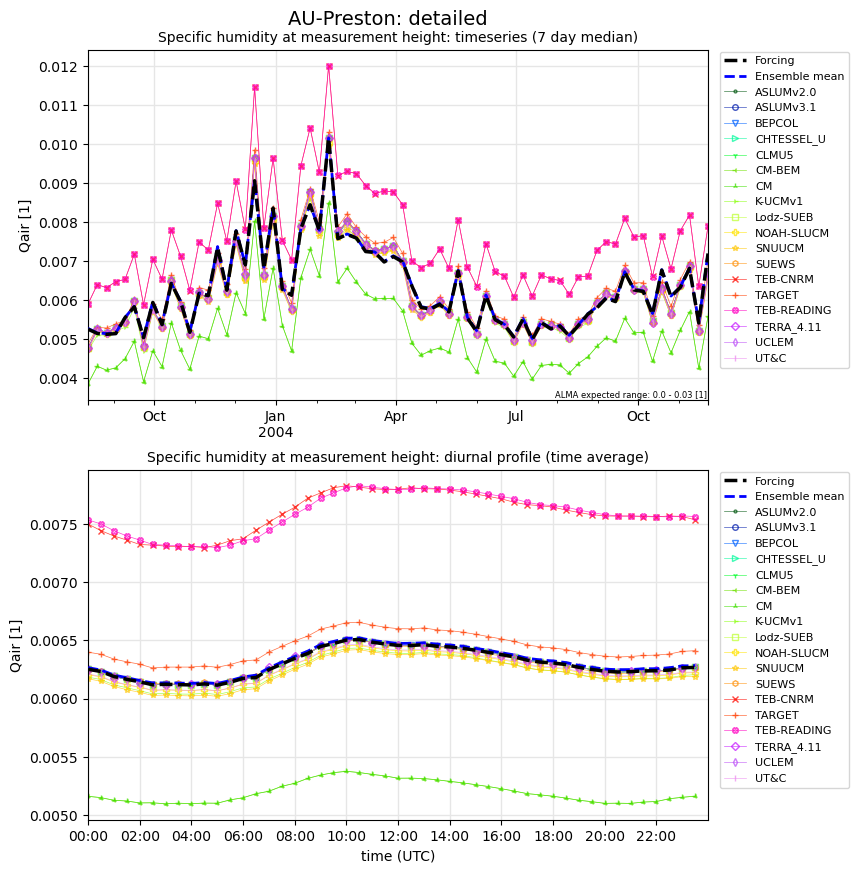 AU-Preston: detailed
Specific humidity at measurement height: timeseries (7 day median)
0.012
0.011
0.010
0.009
0.008
0.007
0.006
0.005
0.004
Qair [1]
ALMA expected range: 0.0 - 0.03 [1]
Oct
Jan
2004
Apr
Jul
Oct
Forcing
Ensemble mean
ASLUMv2.0
ASLUMv3.1
BEPCOL
CHTESSEL_U
CLMU5
CM-BEM
CM
K-UCMv1
Lodz-SUEB
NOAH-SLUCM
SNUUCM
SUEWS
TEB-CNRM
TARGET
TEB-READING
TERRA_4.11
UCLEM
UT&C
Specific humidity at measurement height: diurnal profile (time average)
0.0075
0.0070
0.0065
0.0060
0.0055
0.0050
Qair [1]
00:00
02:00
04:00
06:00
08:00
10:00
12:00
14:00
16:00
18:00
20:00
22:00
time (UTC)
Forcing
Ensemble mean
ASLUMv2.0
ASLUMv3.1
BEPCOL
CHTESSEL_U
CLMU5
CM-BEM
CM
K-UCMv1
Lodz-SUEB
NOAH-SLUCM
SNUUCM
SUEWS
TEB-CNRM
TARGET
TEB-READING
TERRA_4.11
UCLEM
UT&C